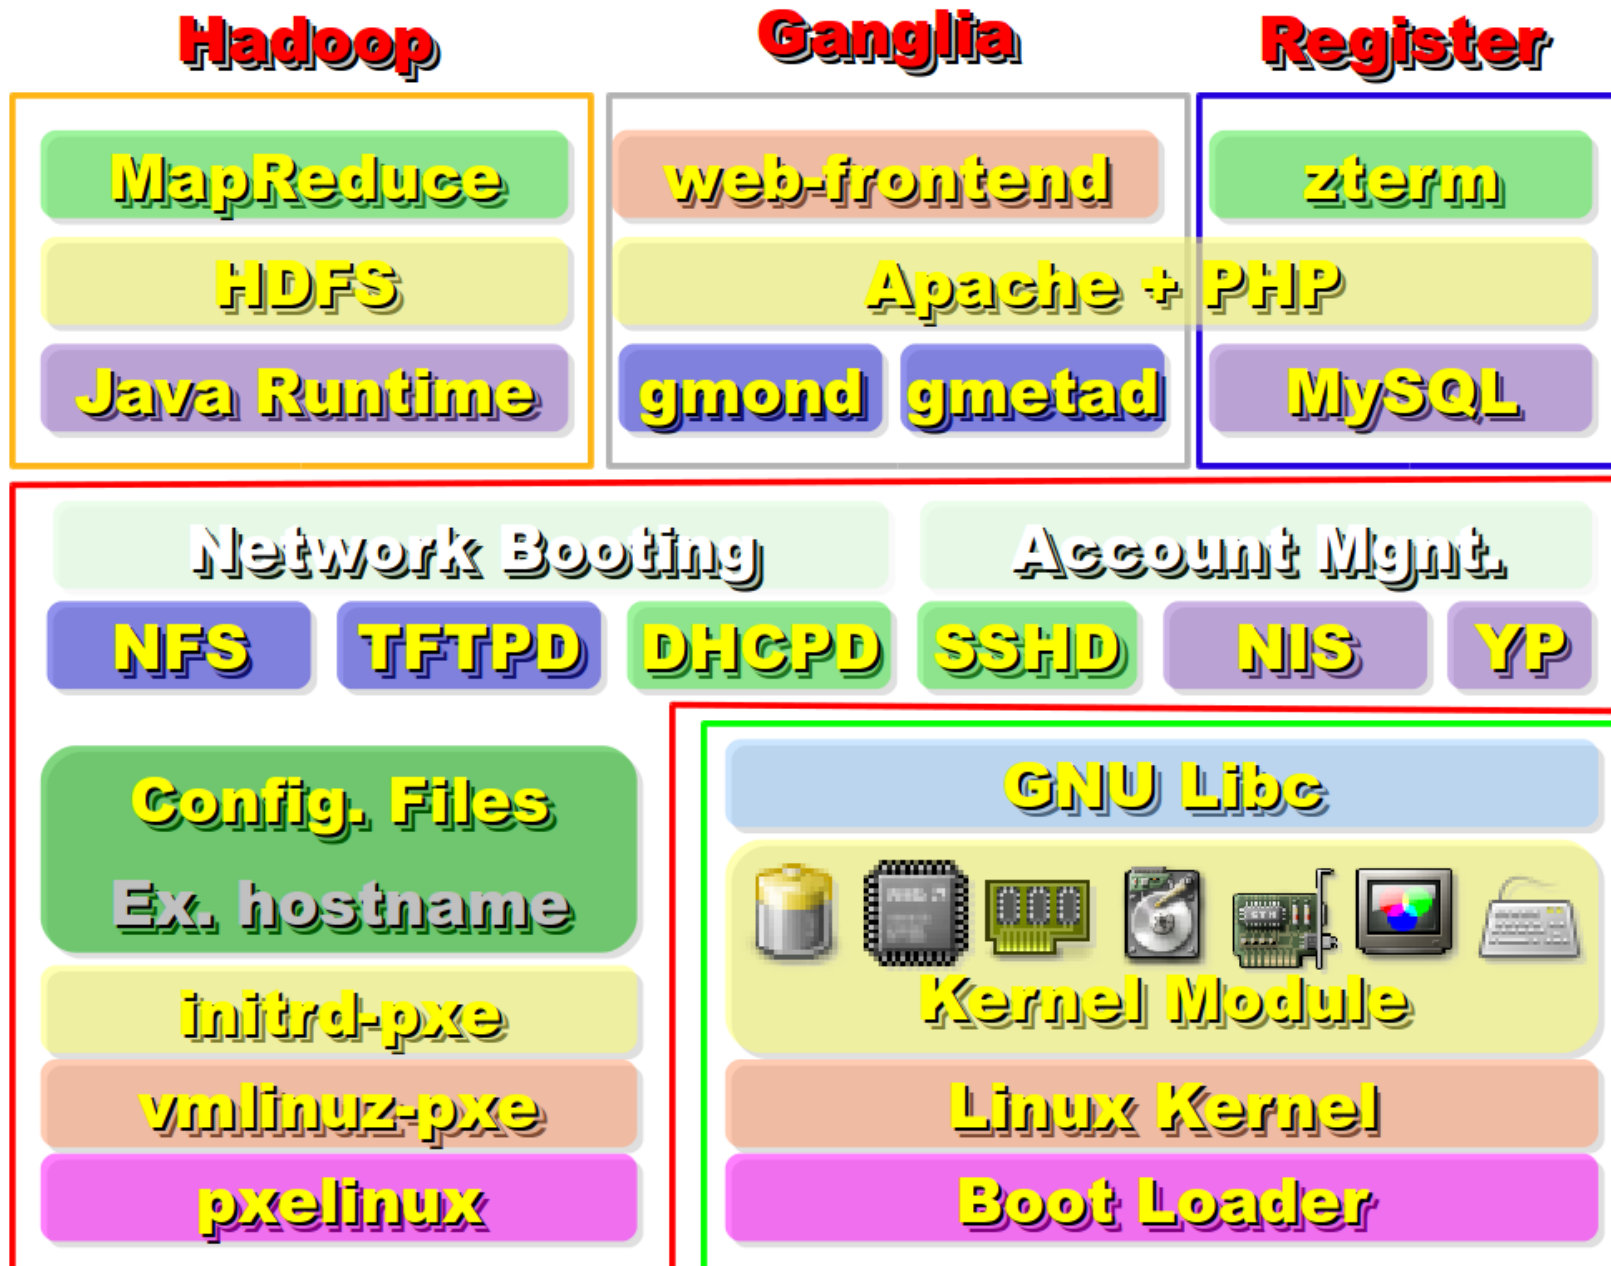 Hadoop
Ganglia
Register
MapReduce
web-frontend
zterm
HDFS
Apache + PHP
Java Runtime
gmond
gmetad
MySQL
Network Booting
Account Mgnt.
NFS
TFTPD
DHCPD
SSHD
NIS
YP
Config. Files
Ex. hostname
initrd-pxe
vmlinuz-pxe
pxelinux
GNU Libc
Kernel Module
Linux Kernel
Boot Loader